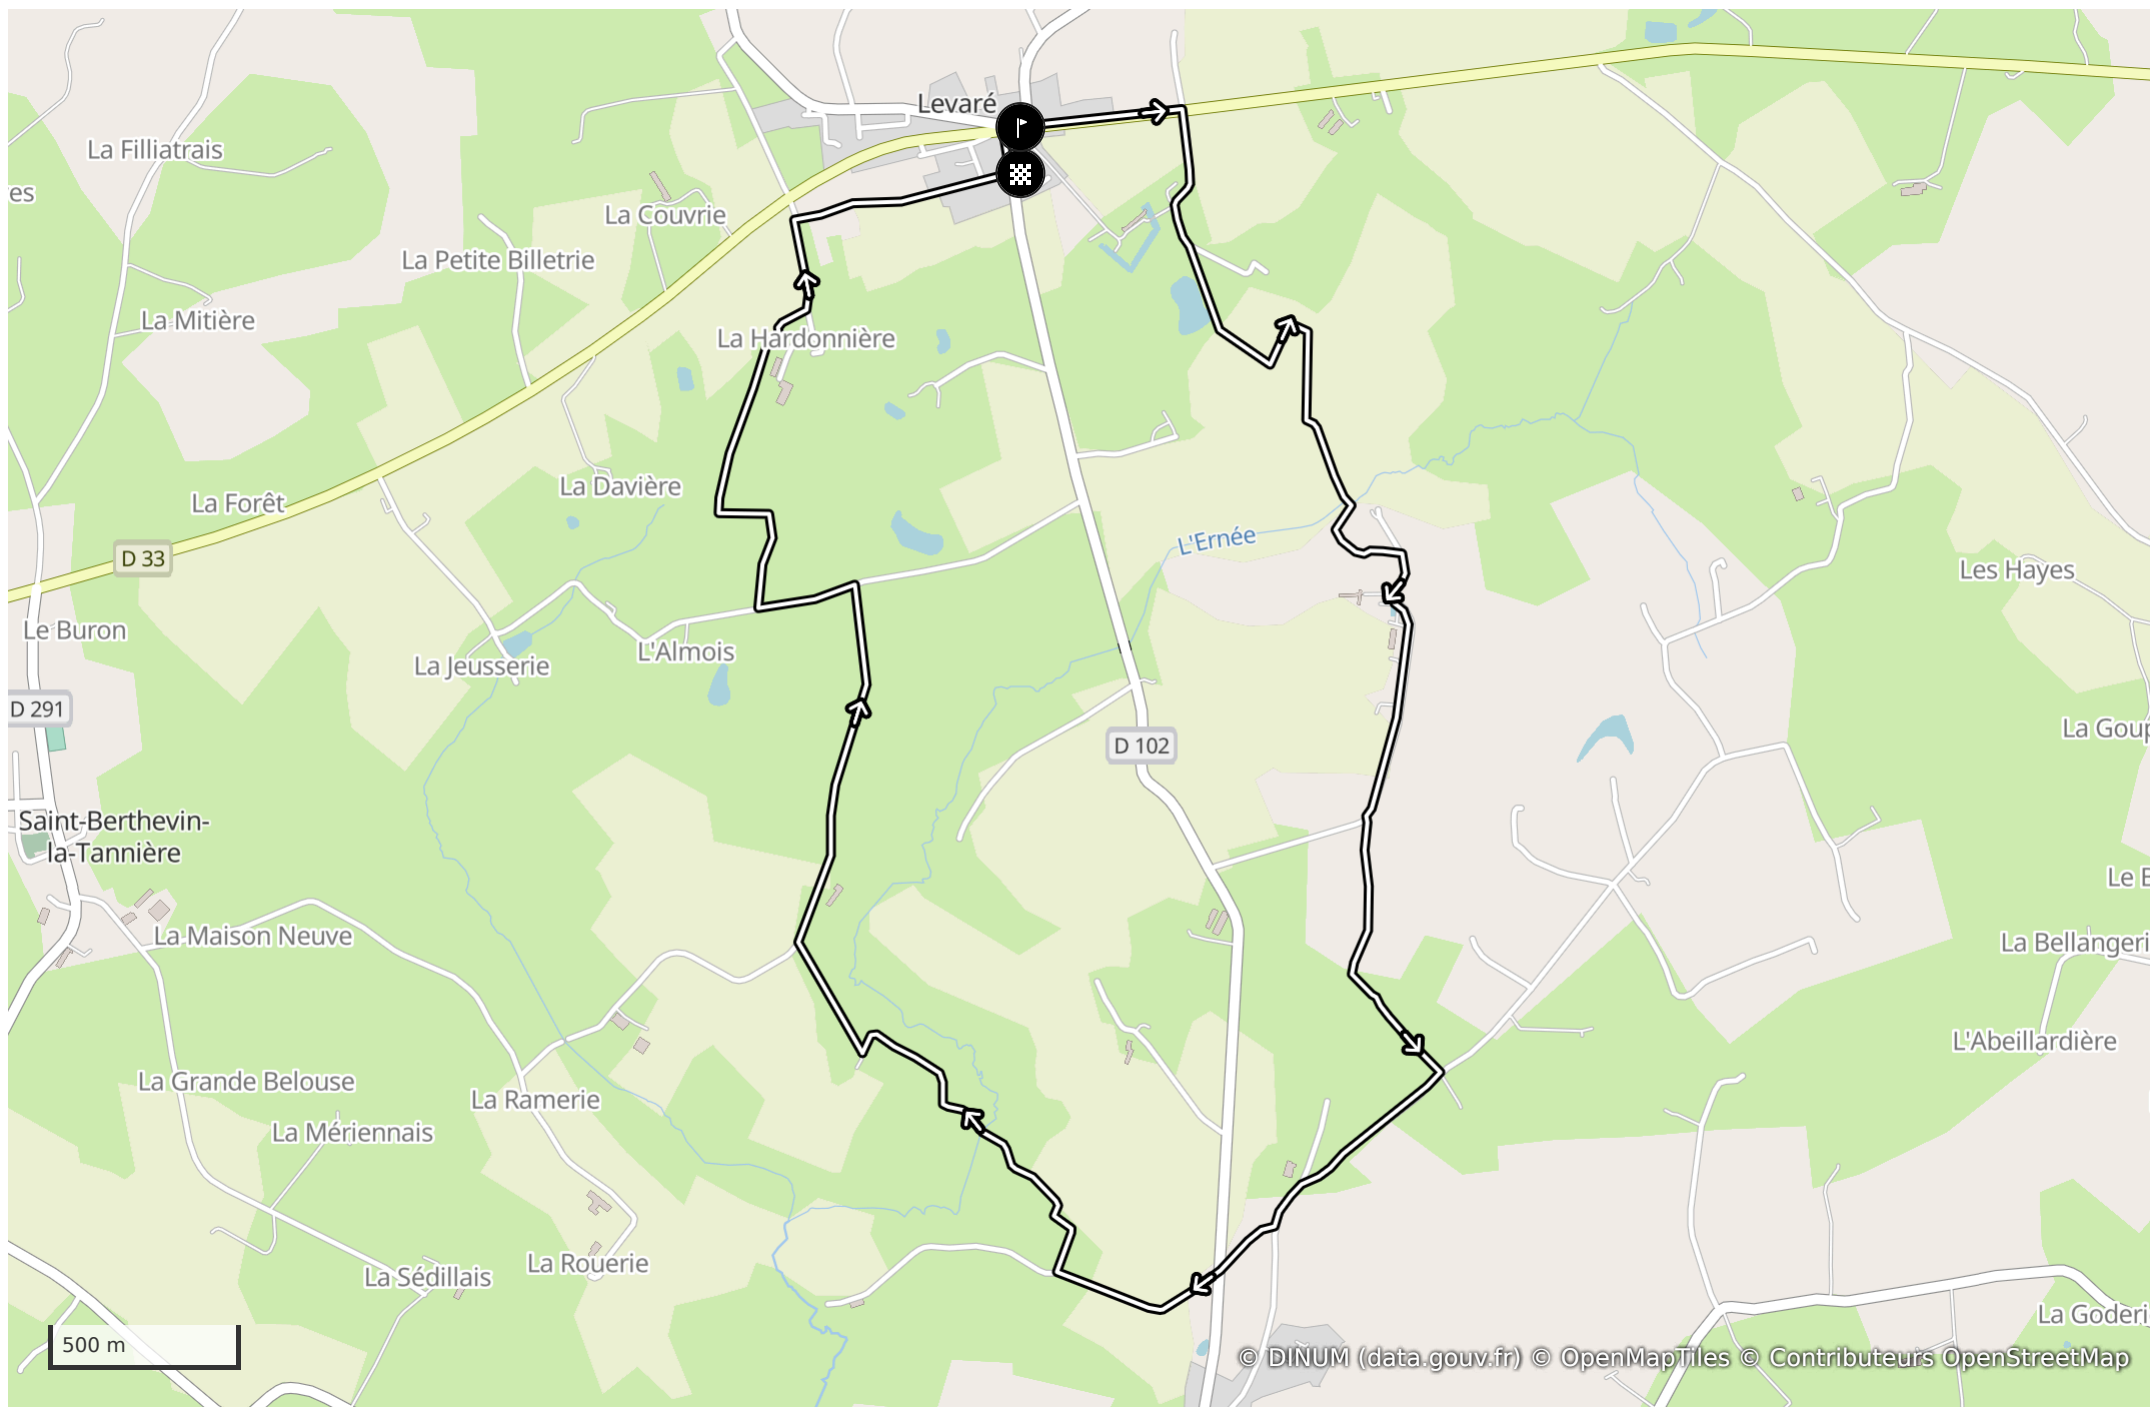 Levaré
La Filliatrais
es
La Couvrie
La Petite Billetrie
La Mitière
La Hardonnière
La Davière
La Forêt
L'Ernée
D 33
Les Hayes
Le Buron
L'Almois
La Jeusserie
D 291
La Goup
D 102
Saint-Berthevin-
la-Tannière
Le B
La Maison Neuve
La Bellangeri
L'Abeillardière
La Grande Belouse
La Ramerie
La Mériennais
La Rouerie
La Sédillais
La Goderi
500 m
© DINUM (data.gouv.fr) © OpenMapTiles © Contributeurs OpenStreetMap